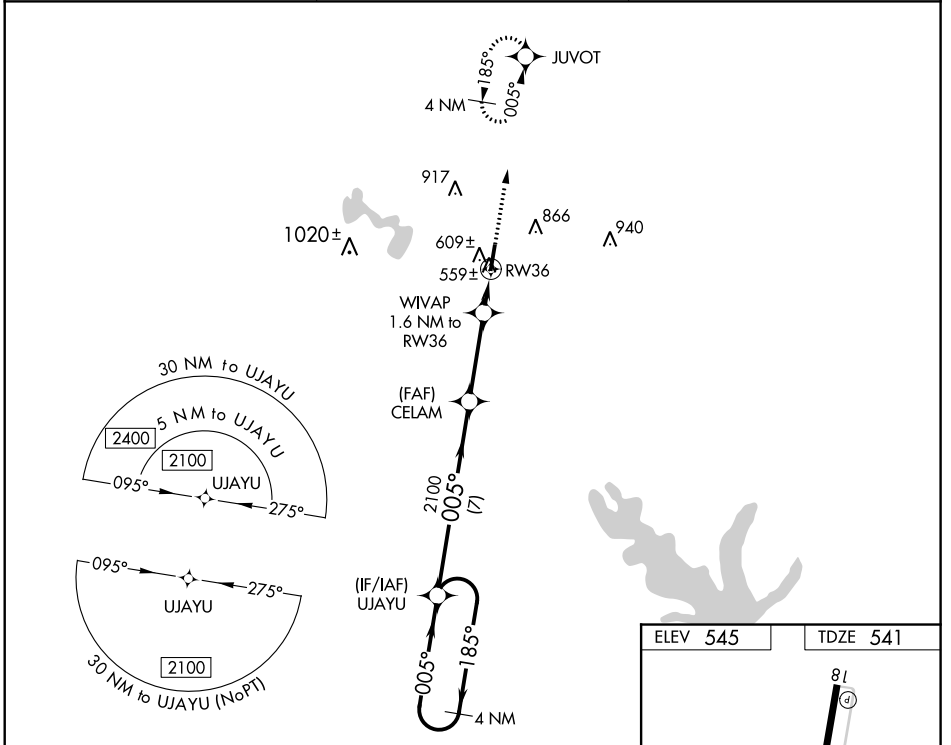 JUVOT
185°
005°
4 NM
917
866
940
1020±
609±
559±
RW36
WIVAP
1.6 NM to
RW36
(FAF)
CELAM
2100
005°
(7)
(IF/IAF)
UJAYU
005°
185°
4 NM
30 NM to UJAYU
5 NM to UJAYU
2400
2100
UJAYU
095°
275°
095°
275°
UJAYU
2100
30 NM to UJAYU (NoPT)
ELEV 545
TDZE 541
18
P